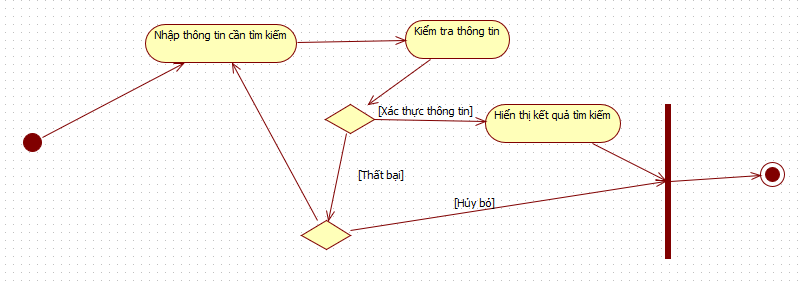 Nhập thông tin cần tìm kiếm
Kiểm tra thông tin
[Xác thực thông tin]
Hiển thị kết quả tìm kiếm
[Thất bại]
[Hủy bỏ]